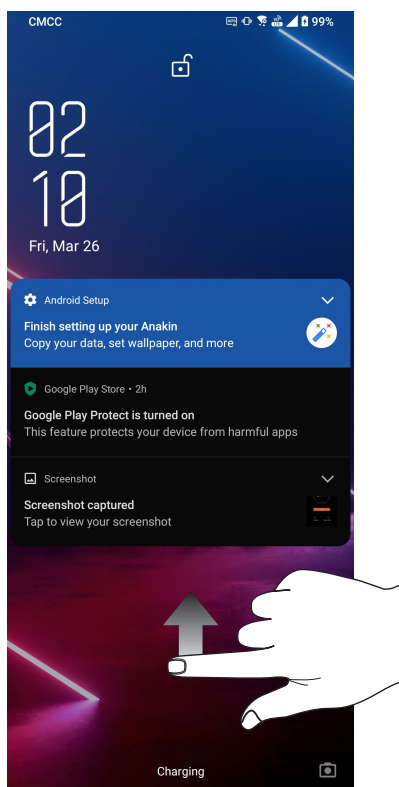 CMCC
99%
02
10
Fri, Mar 26
Android Setup
Finish setting up your Anakin
Copy your data, set wallpaper, and more
Google Play Store • 2h
Google Play Protect is turned on
This feature protects your device from harmful apps
Screenshot
Screenshot captured
Tap to view your screenshot
Charging